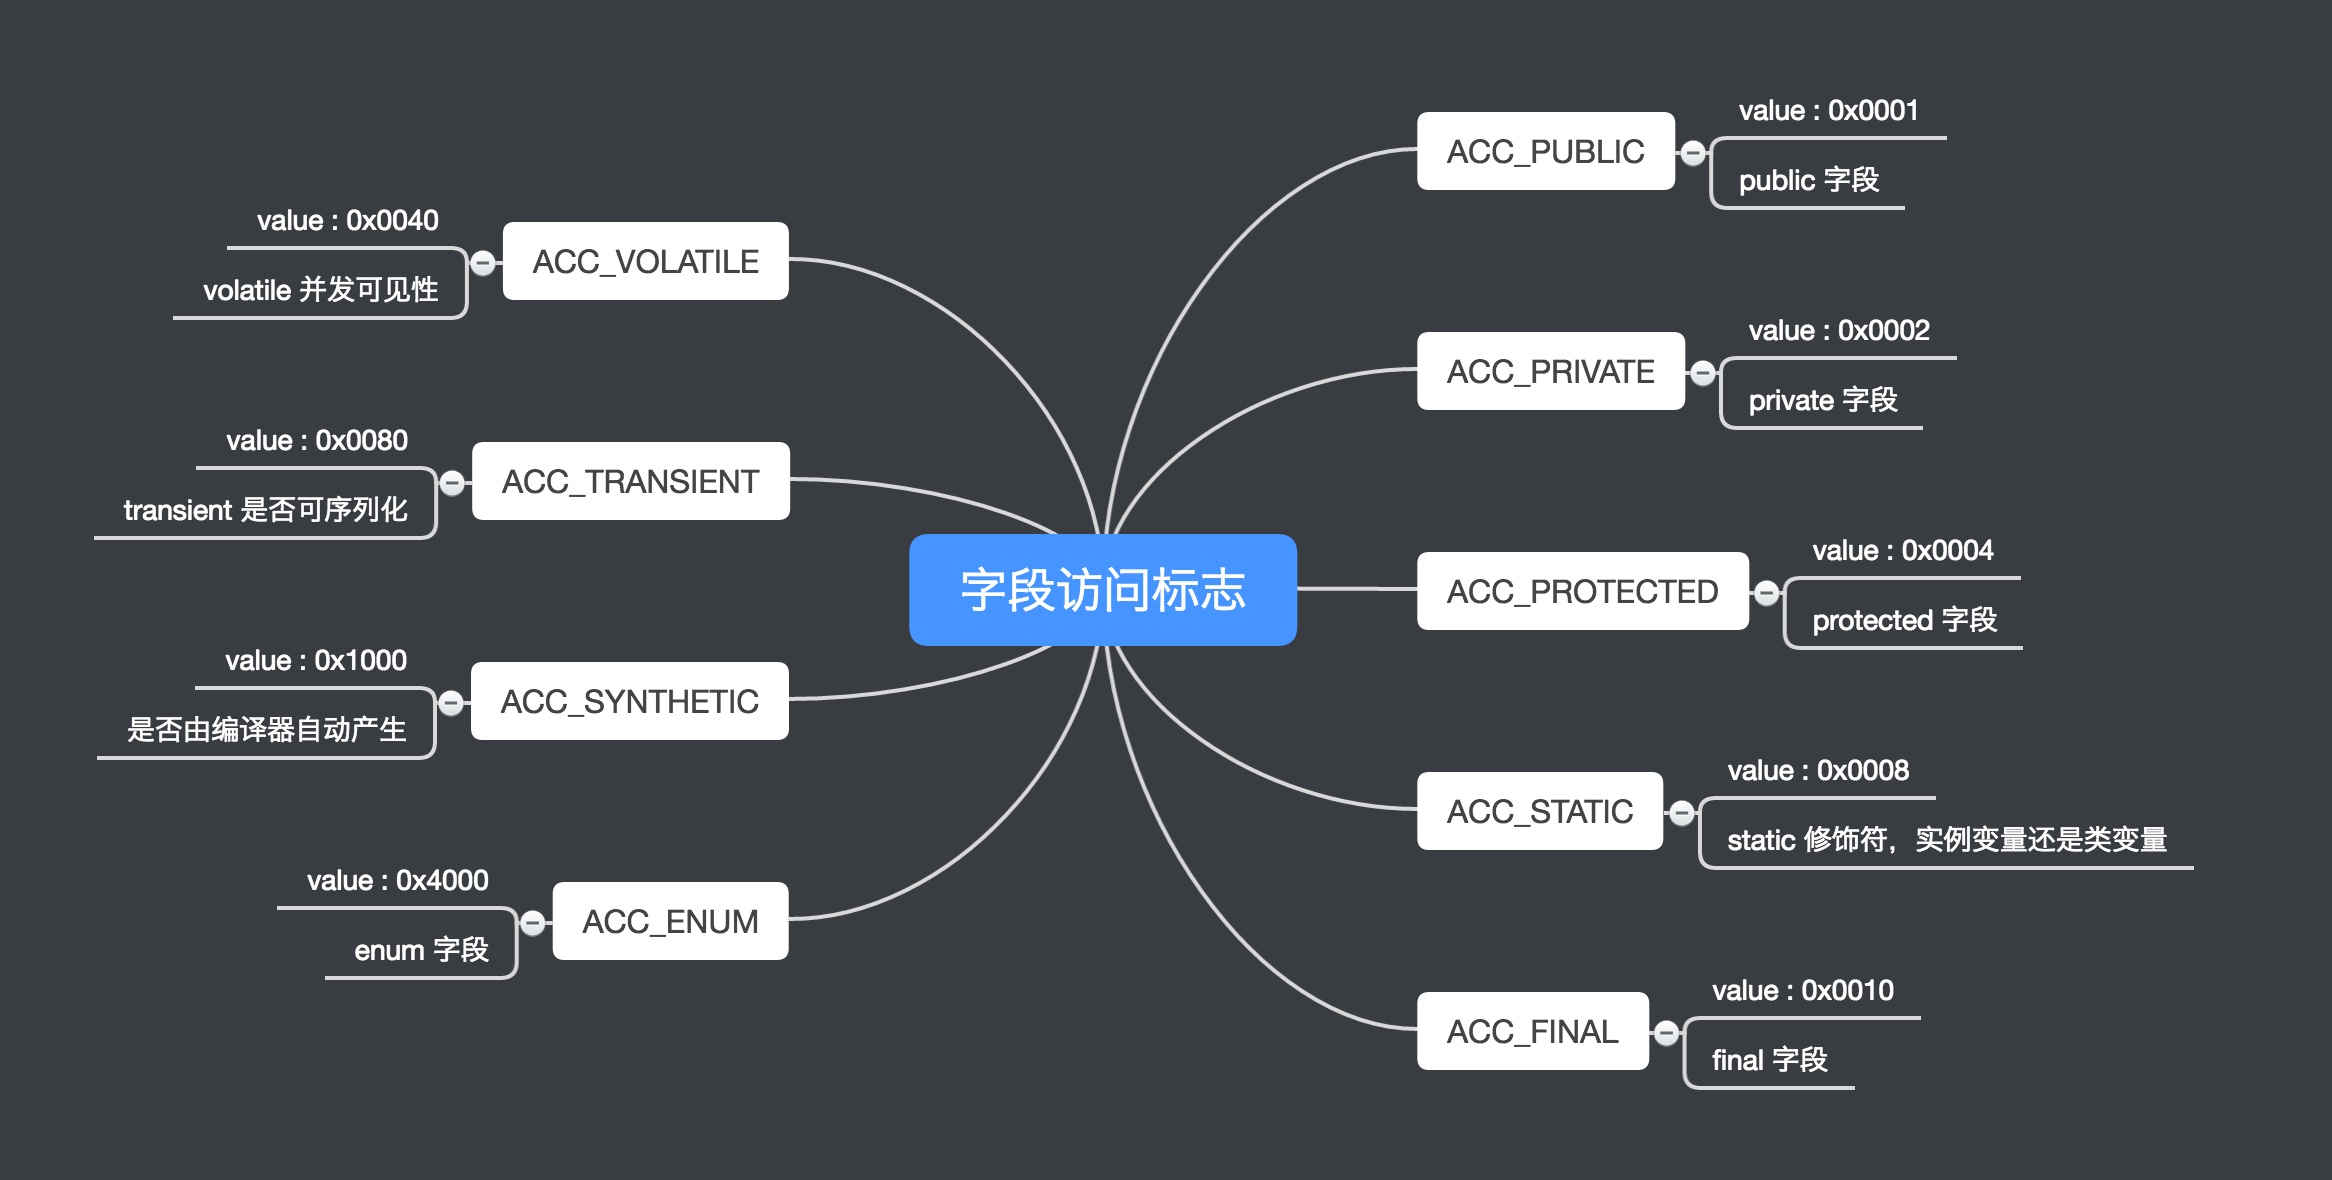 字段访问标志
ACC_PUBLIC
value : 0x0001
public 字段
ACC_PRIVATE
value : 0x0002
private 字段
ACC_PROTECTED
value : 0x0004
protected 字段
ACC_STATIC
value : 0x0008
static 修饰符，实例变量还是类变量
ACC_FINAL
value : 0x0010
final 字段
ACC_VOLATILE
value : 0x0040
volatile 并发可见性
ACC_TRANSIENT
value : 0x0080
transient 是否可序列化
ACC_SYNTHETIC
value : 0x1000
是否由编译器自动产生
ACC_ENUM
value : 0x4000
enum 字段